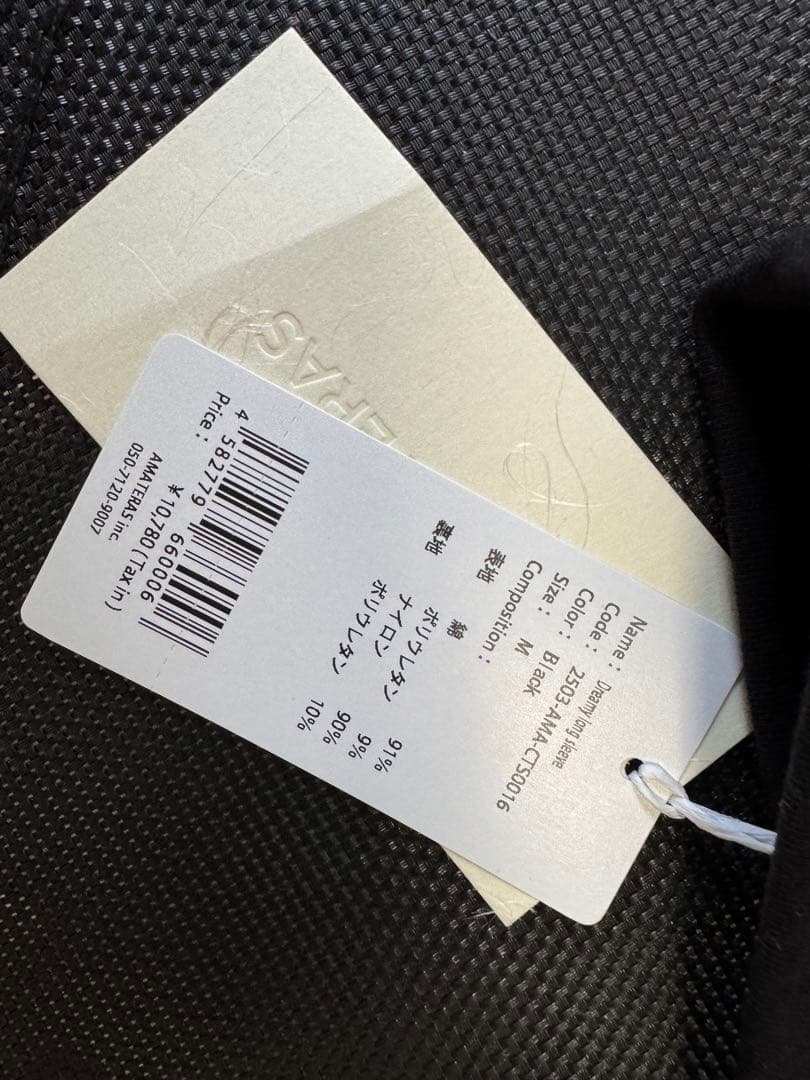 Name : Dreamy long sleeve
Code : 2503-AMA-CTS0016
Color : Black
Size : M
Composition :
表地 綿 91%
ポリウレタン 9%
裏地 ナイロン 90%
ポリウレタン 10%
4 582779 660006
Price : ¥10,780 (Tax in)
AMATERAS inc.
050-7120-9007
ERAS